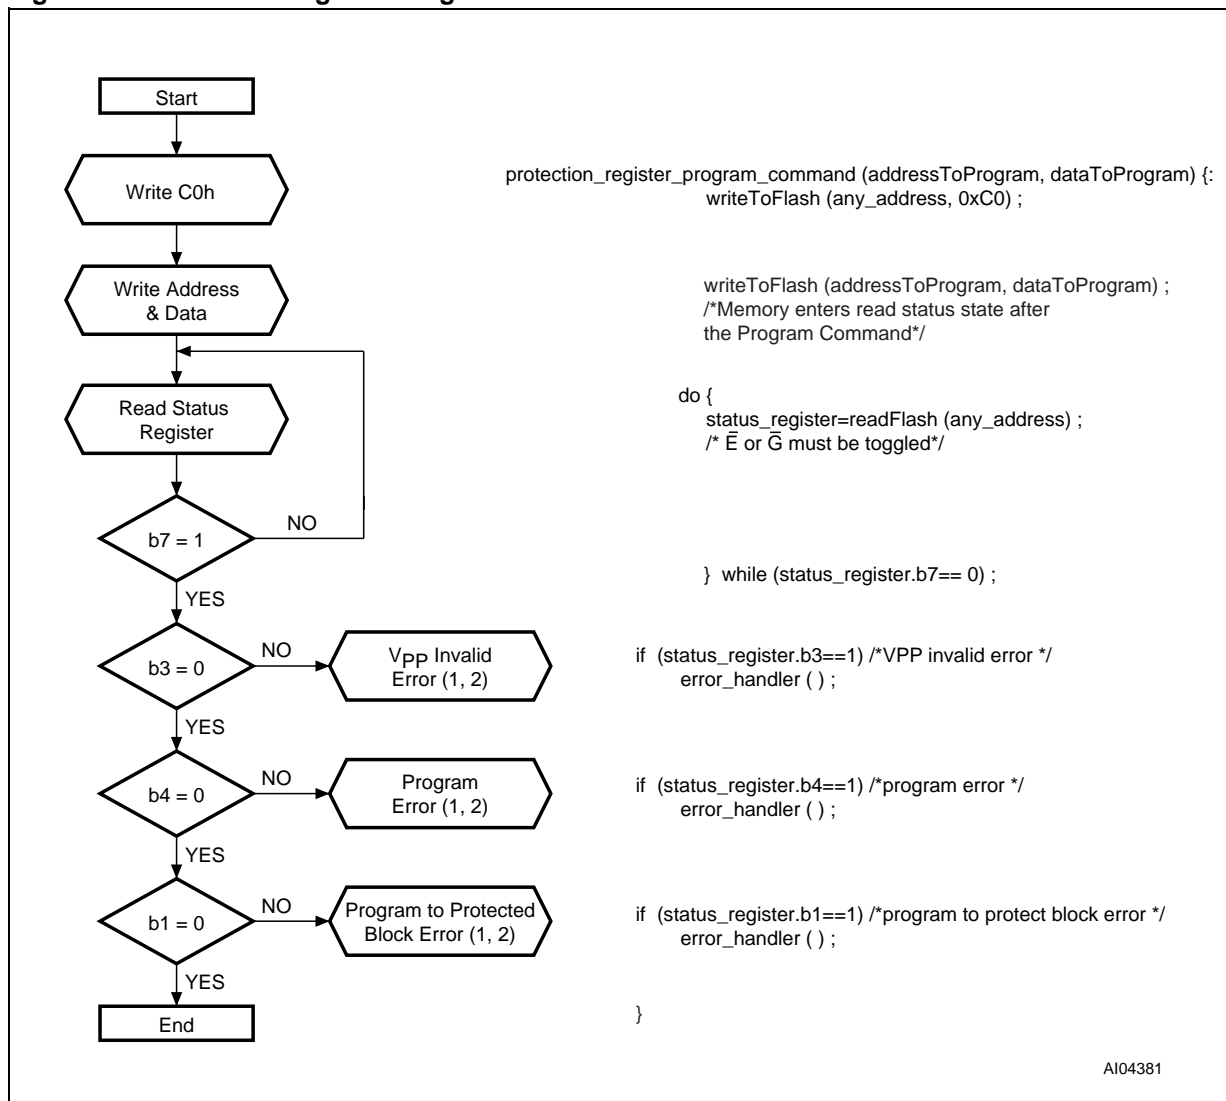 Start
Write C0h
protection_register_program_command (addressToProgram, dataToProgram) {:
writeToFlash (any_address, 0xC0) ;
Write Address
& Data
writeToFlash (addressToProgram, dataToProgram) ;
/*Memory enters read status state after
the Program Command*/
Read Status
Register
do {
status_register=readFlash (any_address) ;
/* E̅ or G̅ must be toggled*/
b7 = 1
NO
} while (status_register.b7== 0) ;
YES
b3 = 0
NO
VPP Invalid
Error (1, 2)
if (status_register.b3==1) /*VPP invalid error */
error_handler ( ) ;
YES
b4 = 0
NO
Program
Error (1, 2)
if (status_register.b4==1) /*program error */
error_handler ( ) ;
YES
b1 = 0
NO
Program to Protected
Block Error (1, 2)
if (status_register.b1==1) /*program to protect block error */
error_handler ( ) ;
YES
End
}
AI04381